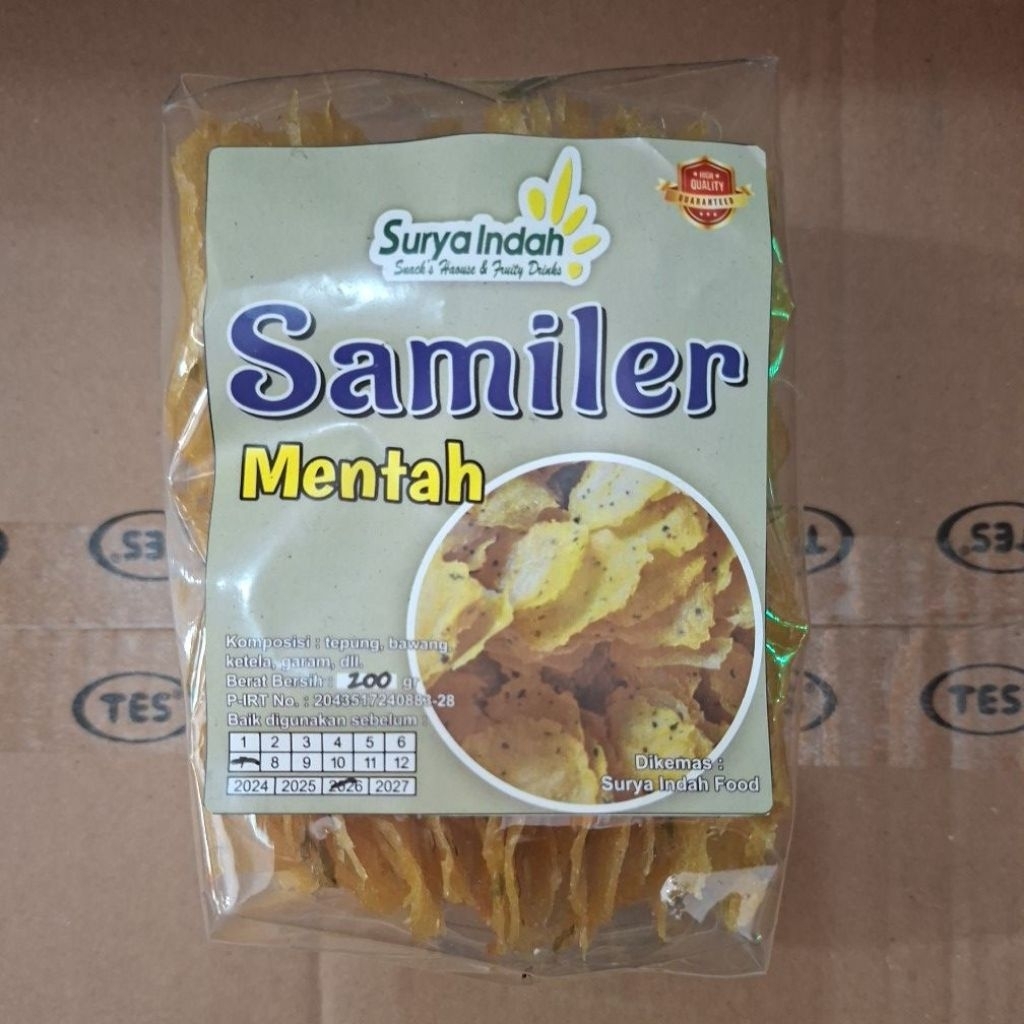 HIGH
QUALITY
GUARANTEED
Surya Indah
Snack's Haouse & Fruity Drinks
Samiler
Mentah
Komposisi : tepung, bawang,
ketela, garam, dll.
Berat Bersih : 200 gr
P-IRT No. :
Baik digunakan sebelum :
1 2 3 4 5 6
8 9 10 11 12
2024 2025 2026 2027
Dikemas :
Surya Indah Food
TES
TES